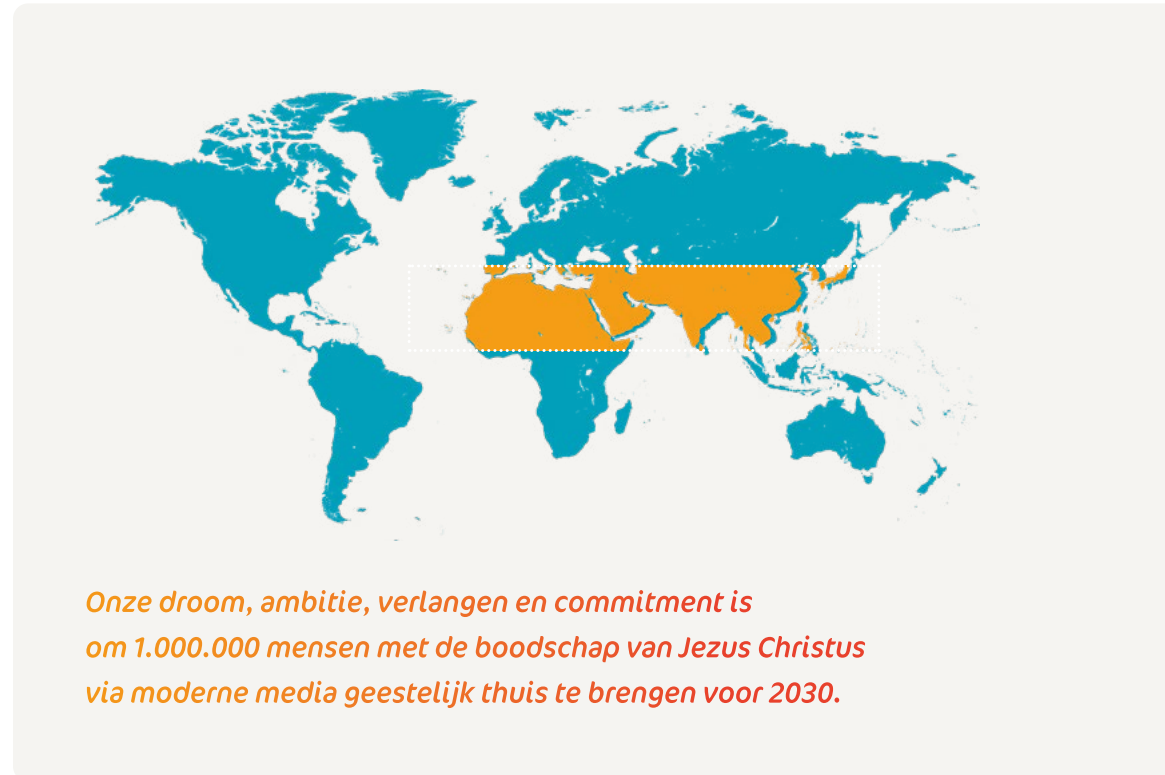 Onze droom, ambitie, verlangen en commitment is
om 1.000.000 mensen met de boodschap van Jezus Christus
via moderne media geestelijk thuis te brengen voor 2030.